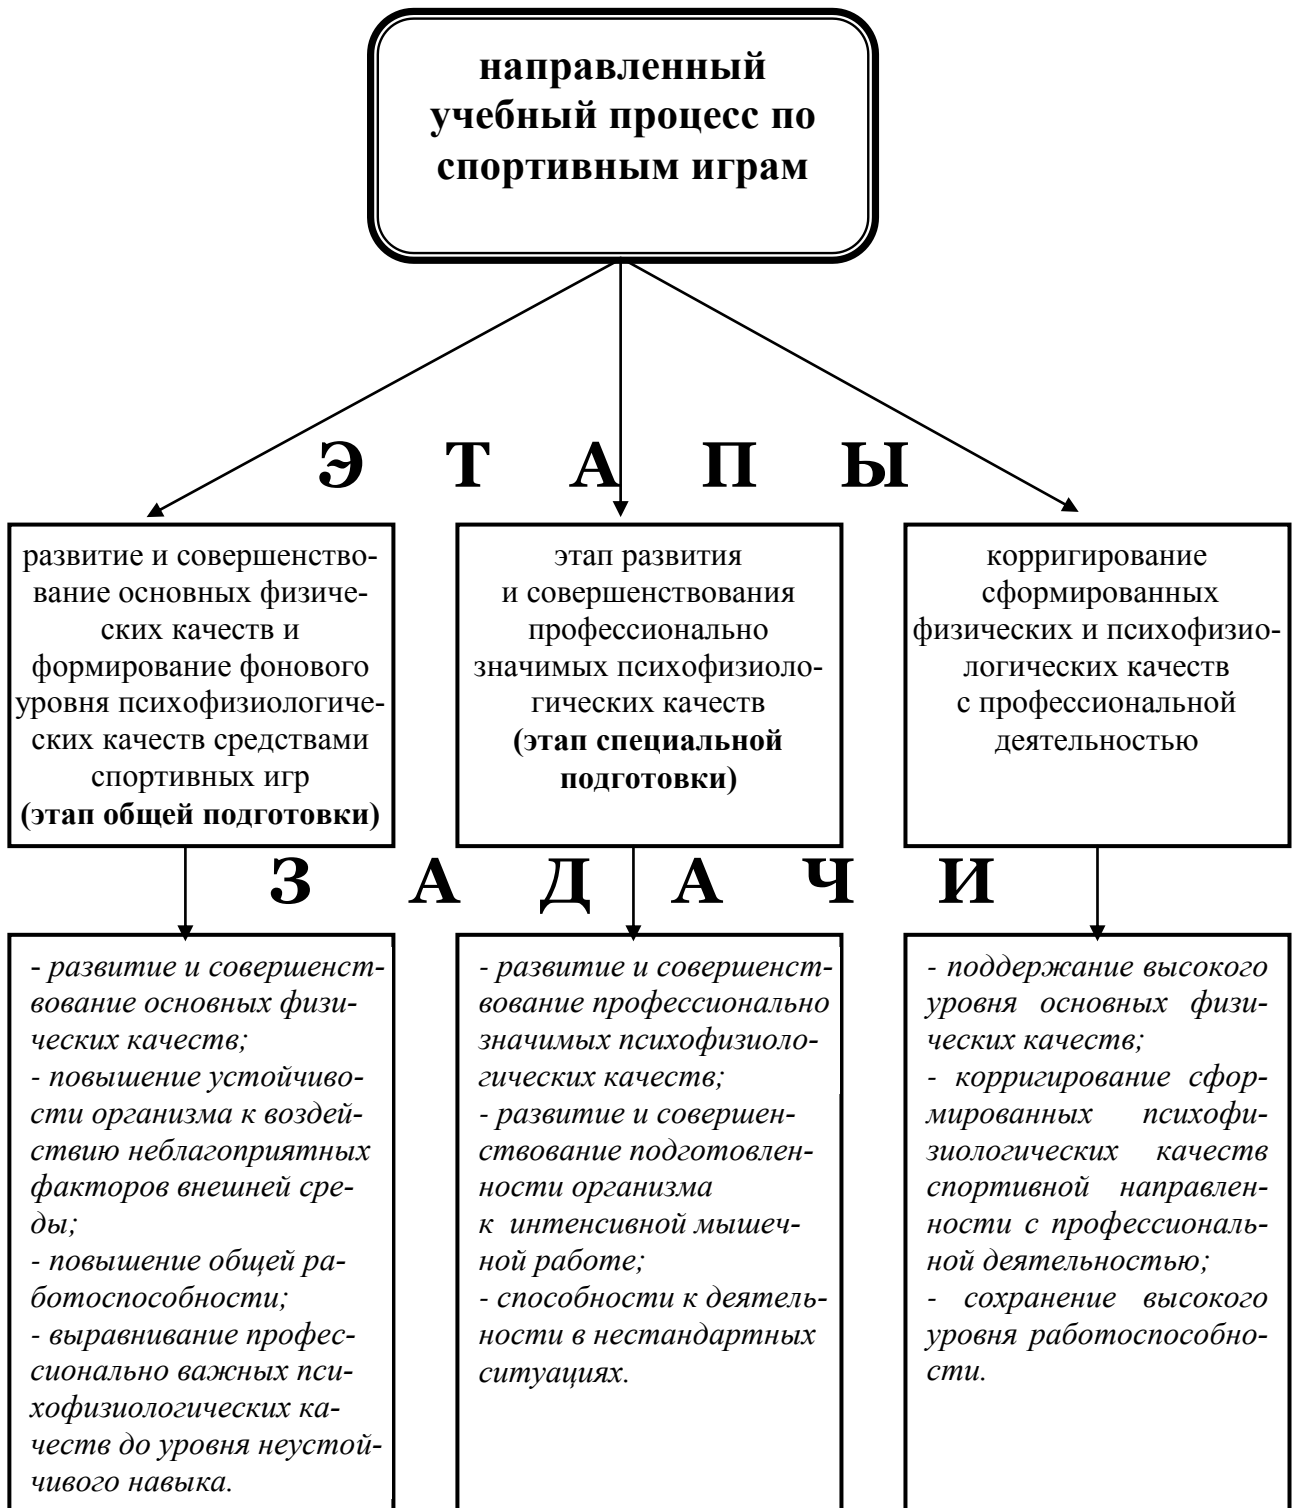 направленный
учебный процесс по
спортивным играм
Э Т А П Ы
развитие и совершенство-
вание основных физиче-
ских качеств и
формирование фонового
уровня психофизиологиче-
ских качеств средствами
спортивных игр
(этап общей подготовки)
этап развития
и совершенствования
профессионально
значимых психофизиоло-
гических качеств
(этап специальной
подготовки)
корригирование
сформированных
физических и психофизио-
логических качеств
с профессиональной
деятельностью
З А Д А Ч И
- развитие и совершенст-
вование основных физи-
ческих качеств;
- повышение устойчиво-
сти организма к воздей-
ствию неблагоприятных
факторов внешней сре-
ды;
- повышение общей ра-
ботоспособности;
- выравнивание профес-
сионально важных пси-
хофизиологических ка-
честв до уровня неустой-
чивого навыка.
- развитие и совершенст-
вование профессионально
значимых психофизиоло-
гических качеств;
- развитие и совершен-
ствование подготовлен-
ности организма
к интенсивной мышеч-
ной работе;
- способности к деятель-
ности в нестандартных
ситуациях.
- поддержание высокого
уровня основных физи-
ческих качеств;
- корригирование сфор-
мированных психофи-
зиологических качеств
спортивной направлен-
ности с профессиональ-
ной деятельностью;
- сохранение высокого
уровня работоспособно-
сти.